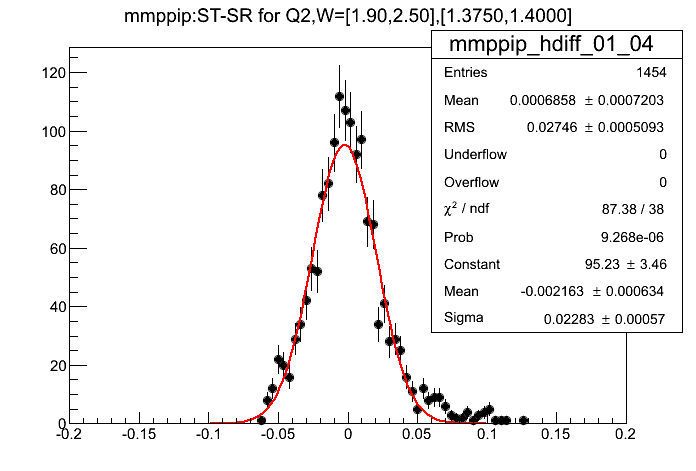 mmppip:ST-SR for Q2,W=[1.90,2.50],[1.3750,1.4000]
mmppip_hdiff_01_04
Entries 1454
Mean 0.0006858 ± 0.0007203
RMS 0.02746 ± 0.0005093
Underflow 0
Overflow 0
χ² / ndf 87.38 / 38
Prob 9.268e-06
Constant 95.23 ± 3.46
Mean -0.002163 ± 0.000634
Sigma 0.02283 ± 0.00057
120
100
80
60
40
20
0
-0.2 -0.15 -0.1 -0.05 0 0.05 0.1 0.15 0.2